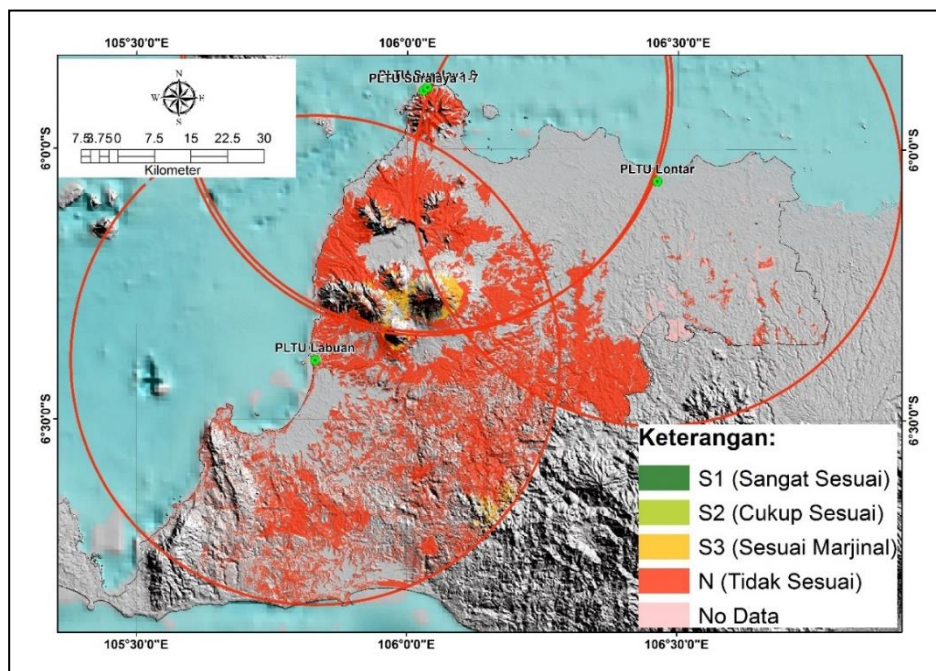 105°30'0"E 106°0'0"E 106°30'0"E
N
W E
S
7.5 3.75 0 7.5 15 22.5 30
Kilometer
PLTU Suralaya 8
PLTU Suralaya 1-7
6°0'0"S 6°0'0"S
PLTU Lontar
PLTU Labuan
6°30'0"S 6°30'0"S
Keterangan:
S1 (Sangat Sesuai)
S2 (Cukup Sesuai)
S3 (Sesuai Marjinal)
N (Tidak Sesuai)
No Data
105°30'0"E 106°0'0"E 106°30'0"E